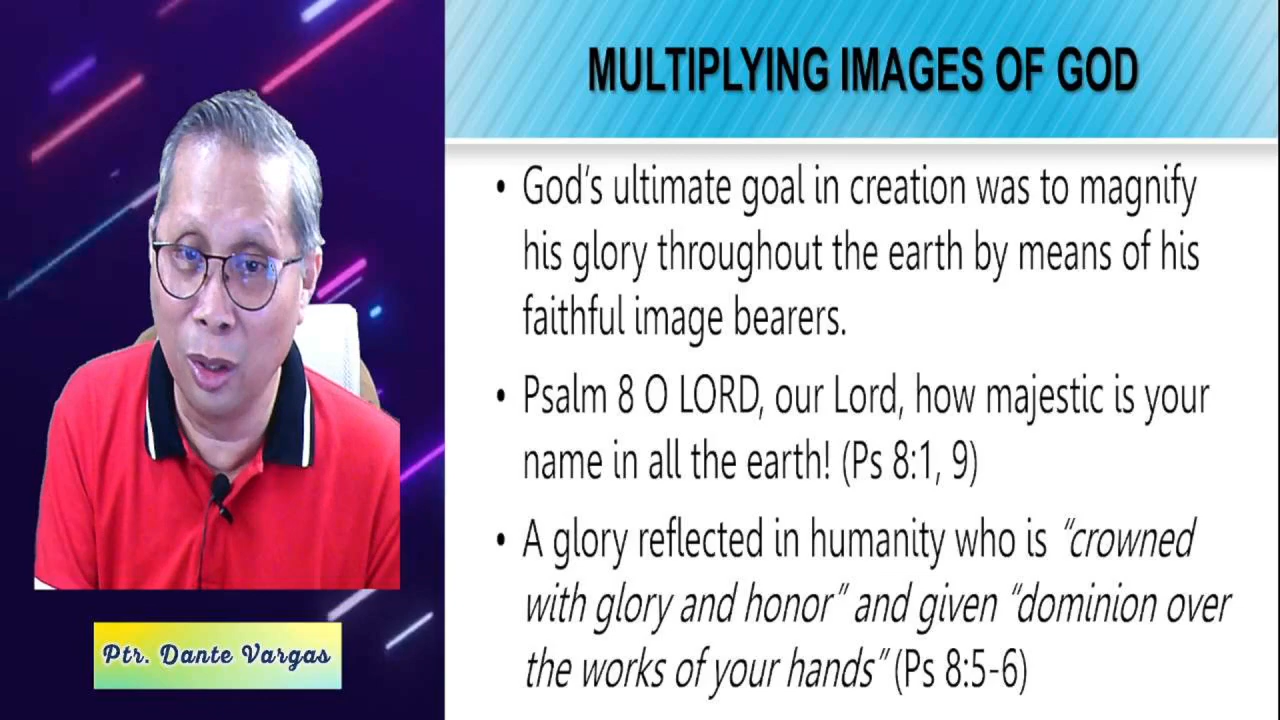 MULTIPLYING IMAGES OF GOD
• God's ultimate goal in creation was to magnify
his glory throughout the earth by means of his
faithful image bearers.
• Psalm 8 O LORD, our Lord, how majestic is your
name in all the earth! (Ps 8:1, 9)
• A glory reflected in humanity who is “crowned
with glory and honor” and given “dominion over
the works of your hands” (Ps 8:5-6)
Ptr. Dante Vargas